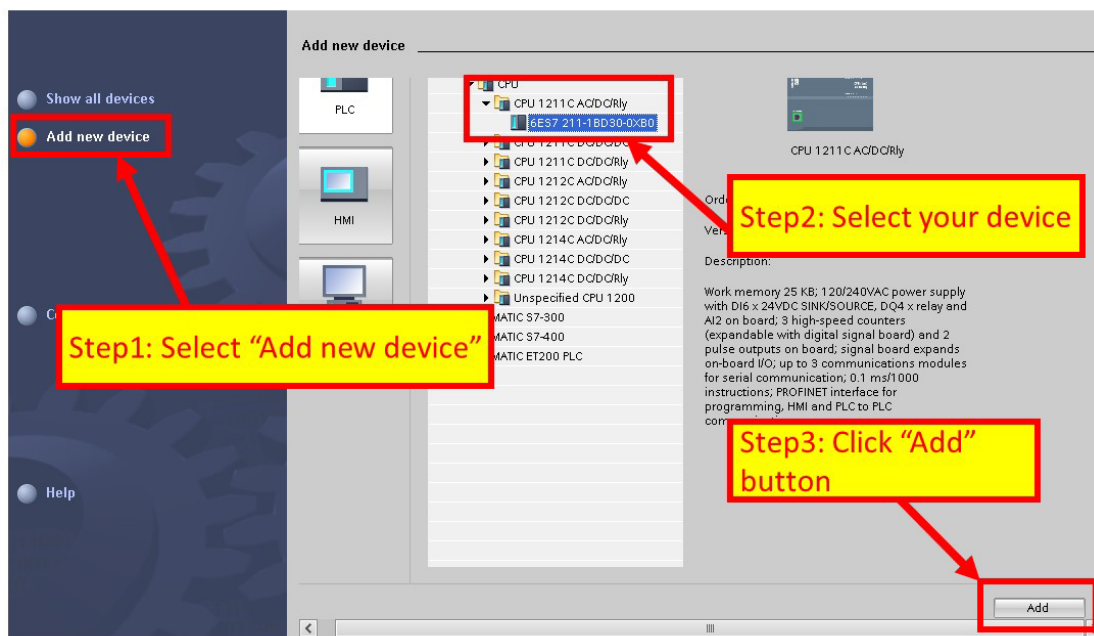 Add new device
Show all devices
Add new device
PLC
HMI
CPU
CPU 1211C AC/DC/Rly
6ES7 211-1BD30-0XB0
CPU 1211C DC/DC/DC
CPU 1211C DC/DC/Rly
CPU 1212C AC/DC/Rly
CPU 1212C DC/DC/DC
CPU 1212C DC/DC/Rly
CPU 1214C AC/DC/Rly
CPU 1214C DC/DC/DC
CPU 1214C DC/DC/Rly
Unspecified CPU 1200
MATIC S7-300
MATIC S7-400
MATIC ET200 PLC
CPU 1211C AC/DC/Rly
Step2: Select your device
Description:
Work memory 25 KB; 120/240VAC power supply
with DI6 x 24VDC SINK/SOURCE, DQ4 x relay and
AI2 on board; 3 high-speed counters
(expandable with digital signal board) and 2
pulse outputs on board; signal board expands
on-board I/O; up to 3 communications modules
for serial communication; 0.1 ms/1000
instructions; PROFINET interface for
programming, HMI and PLC to PLC
Step1: Select “Add new device”
Step3: Click “Add”
button
Help
Add